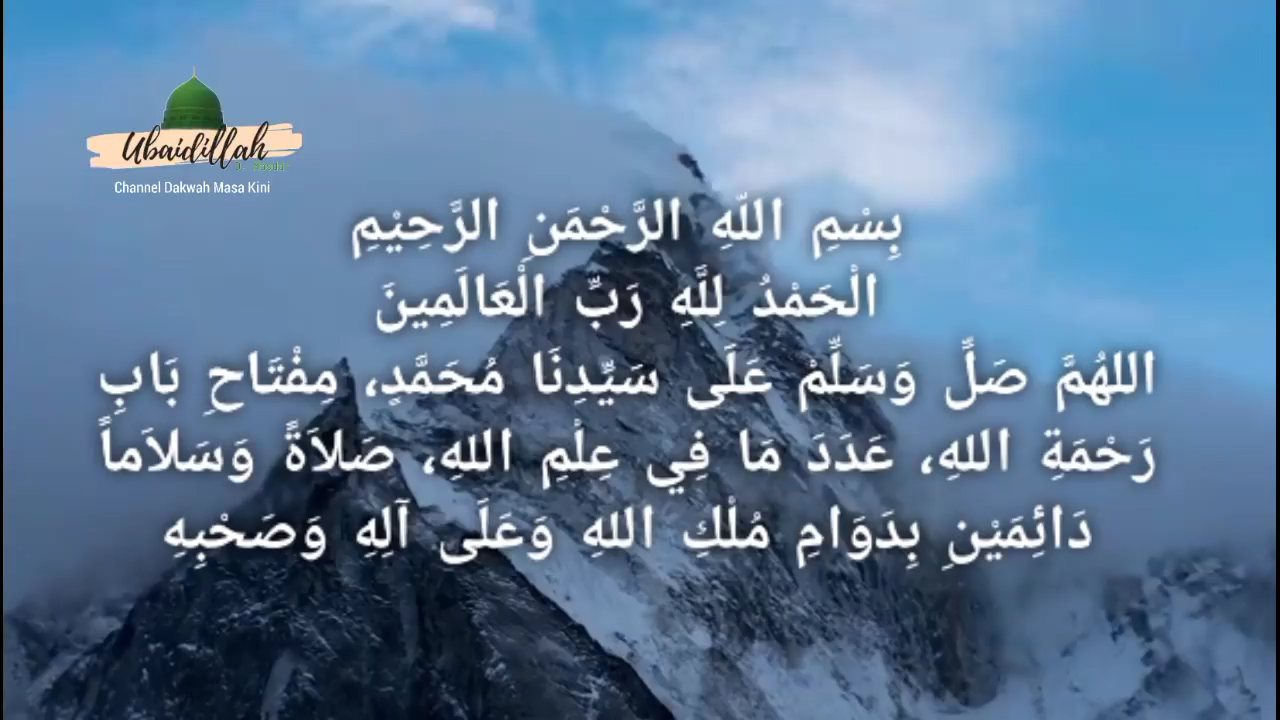 Ubaidillah
Channel Dakwah Masa Kini
بِسْمِ اللّٰهِ الرَّحْمَنِ الرَّحِيْمِ
الْحَمْدُ لِلَّهِ رَبِّ الْعَالَمِينَ
اللهُمَّ صَلِّ وَسَلِّمْ عَلَى سَيِّدِنَا مُحَمَّدٍ، مِفْتَاحِ بَابِ
رَحْمَةِ اللهِ، عَدَدَ مَا فِي عِلْمِ اللهِ، صَلاَةً وَسَلاَماً
دَائِمَيْنِ بِدَوَامِ مُلْكِ اللهِ وَعَلَى آلِهِ وَصَحْبِهِ